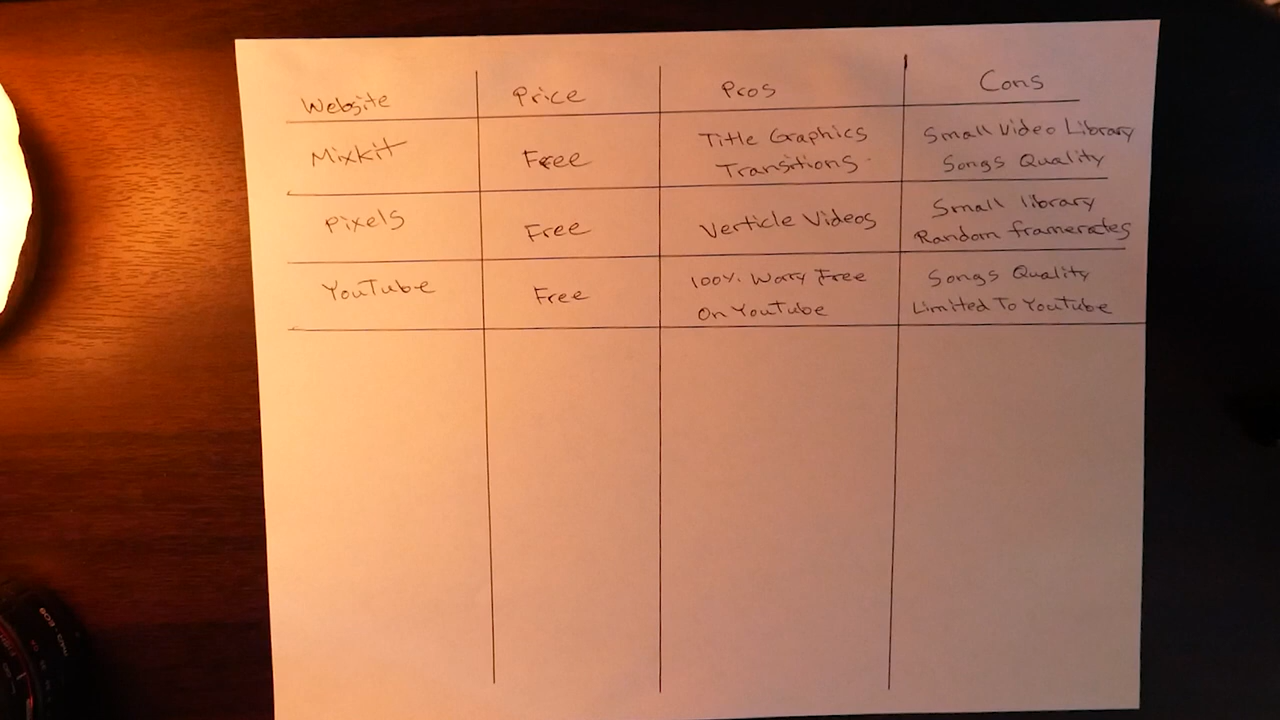 Website Price Pros Cons
Mixkit Free Title Graphics Small Video Library
Transitions Songs Quality
Pixels Free Verticle Videos Small library
Random framerates
YouTube Free 100% Wory Free Songs Quality
On YouTube Limited To YouTube